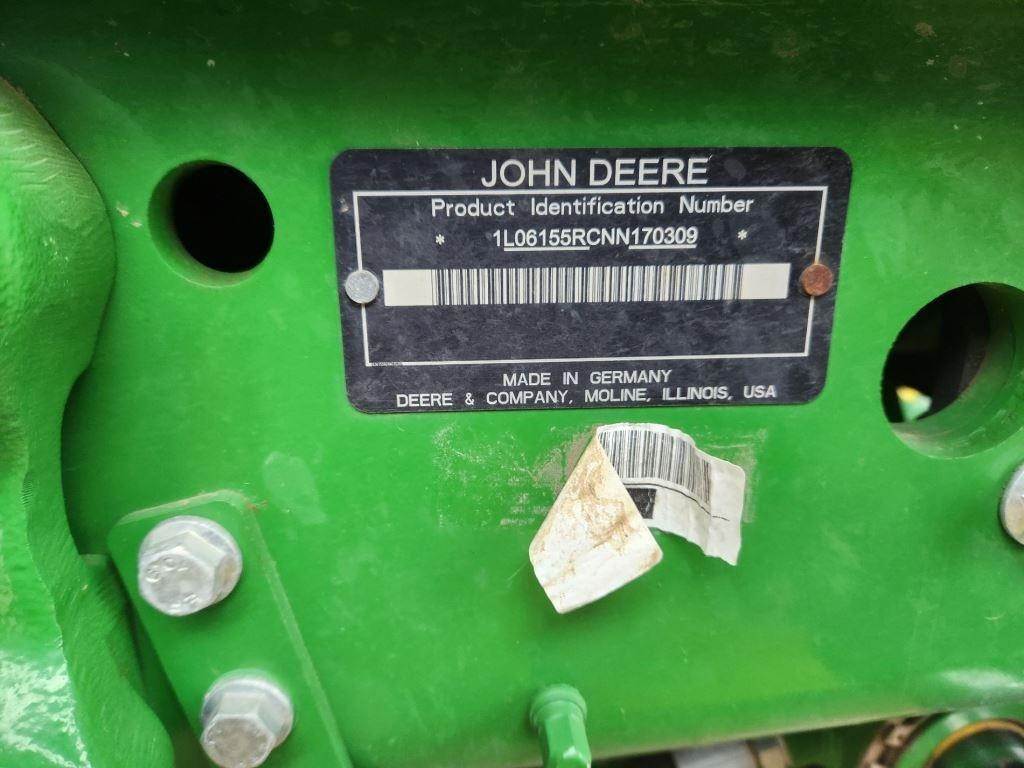 JOHN DEERE
Product Identification Number
* 1L06155RCNN170309 *
MADE IN GERMANY
DEERE & COMPANY, MOLINE, ILLINOIS, USA